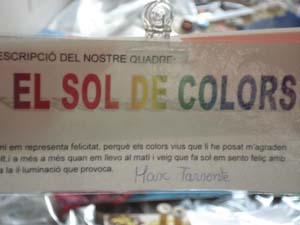 ESCRIPCIÓ DEL NOSTRE QUADRE:
EL SOL DE COLORS
mi em representa felicitat, perquè els colors vius que li he posat m'agraden
olt,i a més a més quan em llevo al matí i veig que fa sol em sento feliç amb
a la il·luminació que provoca.
Marc